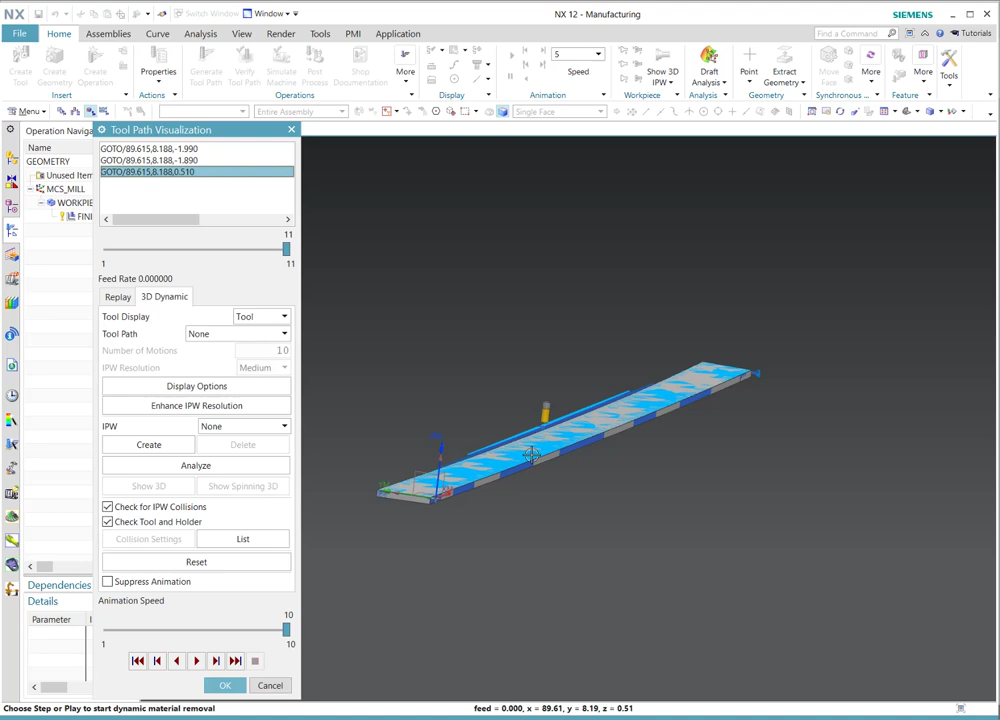 NX
Switch Window
Window
NX 12 - Manufacturing
SIEMENS
File
Home
Assemblies
Curve
Analysis
View
Render
Tools
PMI
Application
Find a Command
Tutorials
Create Tool
Create Geometry
Create Operation
Properties
Generate Tool Path
Verify Tool Path
Simulate Machine
Post Process
Shop Documentation
More
5
Speed
Show 3D IPW
Draft Analysis
Point
Extract Geometry
Move Face
More
More
Tools
Insert
Actions
Operations
Display
Animation
Workpiece
Analysis
Geometry
Synchronous ...
Feature
Menu
Entire Assembly
Single Face
Operation Naviga
Name
GEOMETRY
Unused Item
MCS_MILL
WORKPIE
FINI
Dependencies
Details
Parameter
Tool Path Visualization
GOTO/89.615,8.188,-1.990
GOTO/89.615,8.188,-1.890
GOTO/89.615,8.188,0.510
11
1
11
Feed Rate 0.000000
Replay
3D Dynamic
Tool Display
Tool
Tool Path
None
Number of Motions
10
IPW Resolution
Medium
Display Options
Enhance IPW Resolution
IPW
None
Create
Delete
Analyze
Show 3D
Show Spinning 3D
Check for IPW Collisions
Check Tool and Holder
Collision Settings
List
Reset
Suppress Animation
Animation Speed
10
1
10
OK
Cancel
Choose Step or Play to start dynamic material removal
feed = 0.000, x = 89.61, y = 8.19, z = 0.51